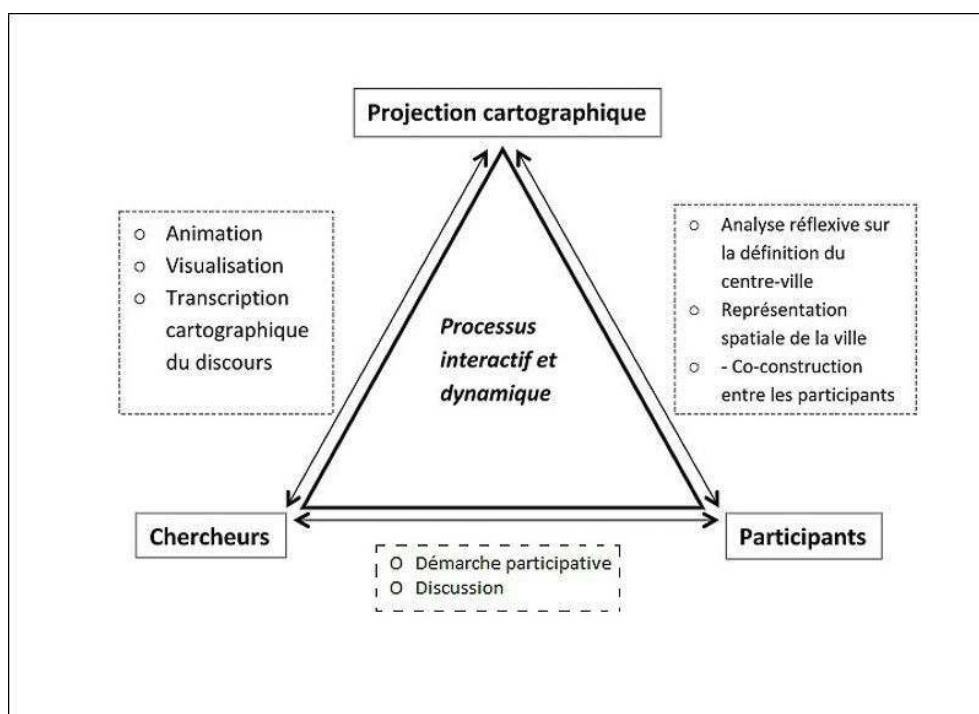 Projection cartographique
○ Animation
○ Visualisation
○ Transcription
cartographique
du discours
○ Analyse réflexive sur
la définition du
centre-ville
○ Représentation
spatiale de la ville
○ - Co-construction
entre les participants
Processus
interactif et
dynamique
Chercheurs
Participants
O Démarche participative
O Discussion